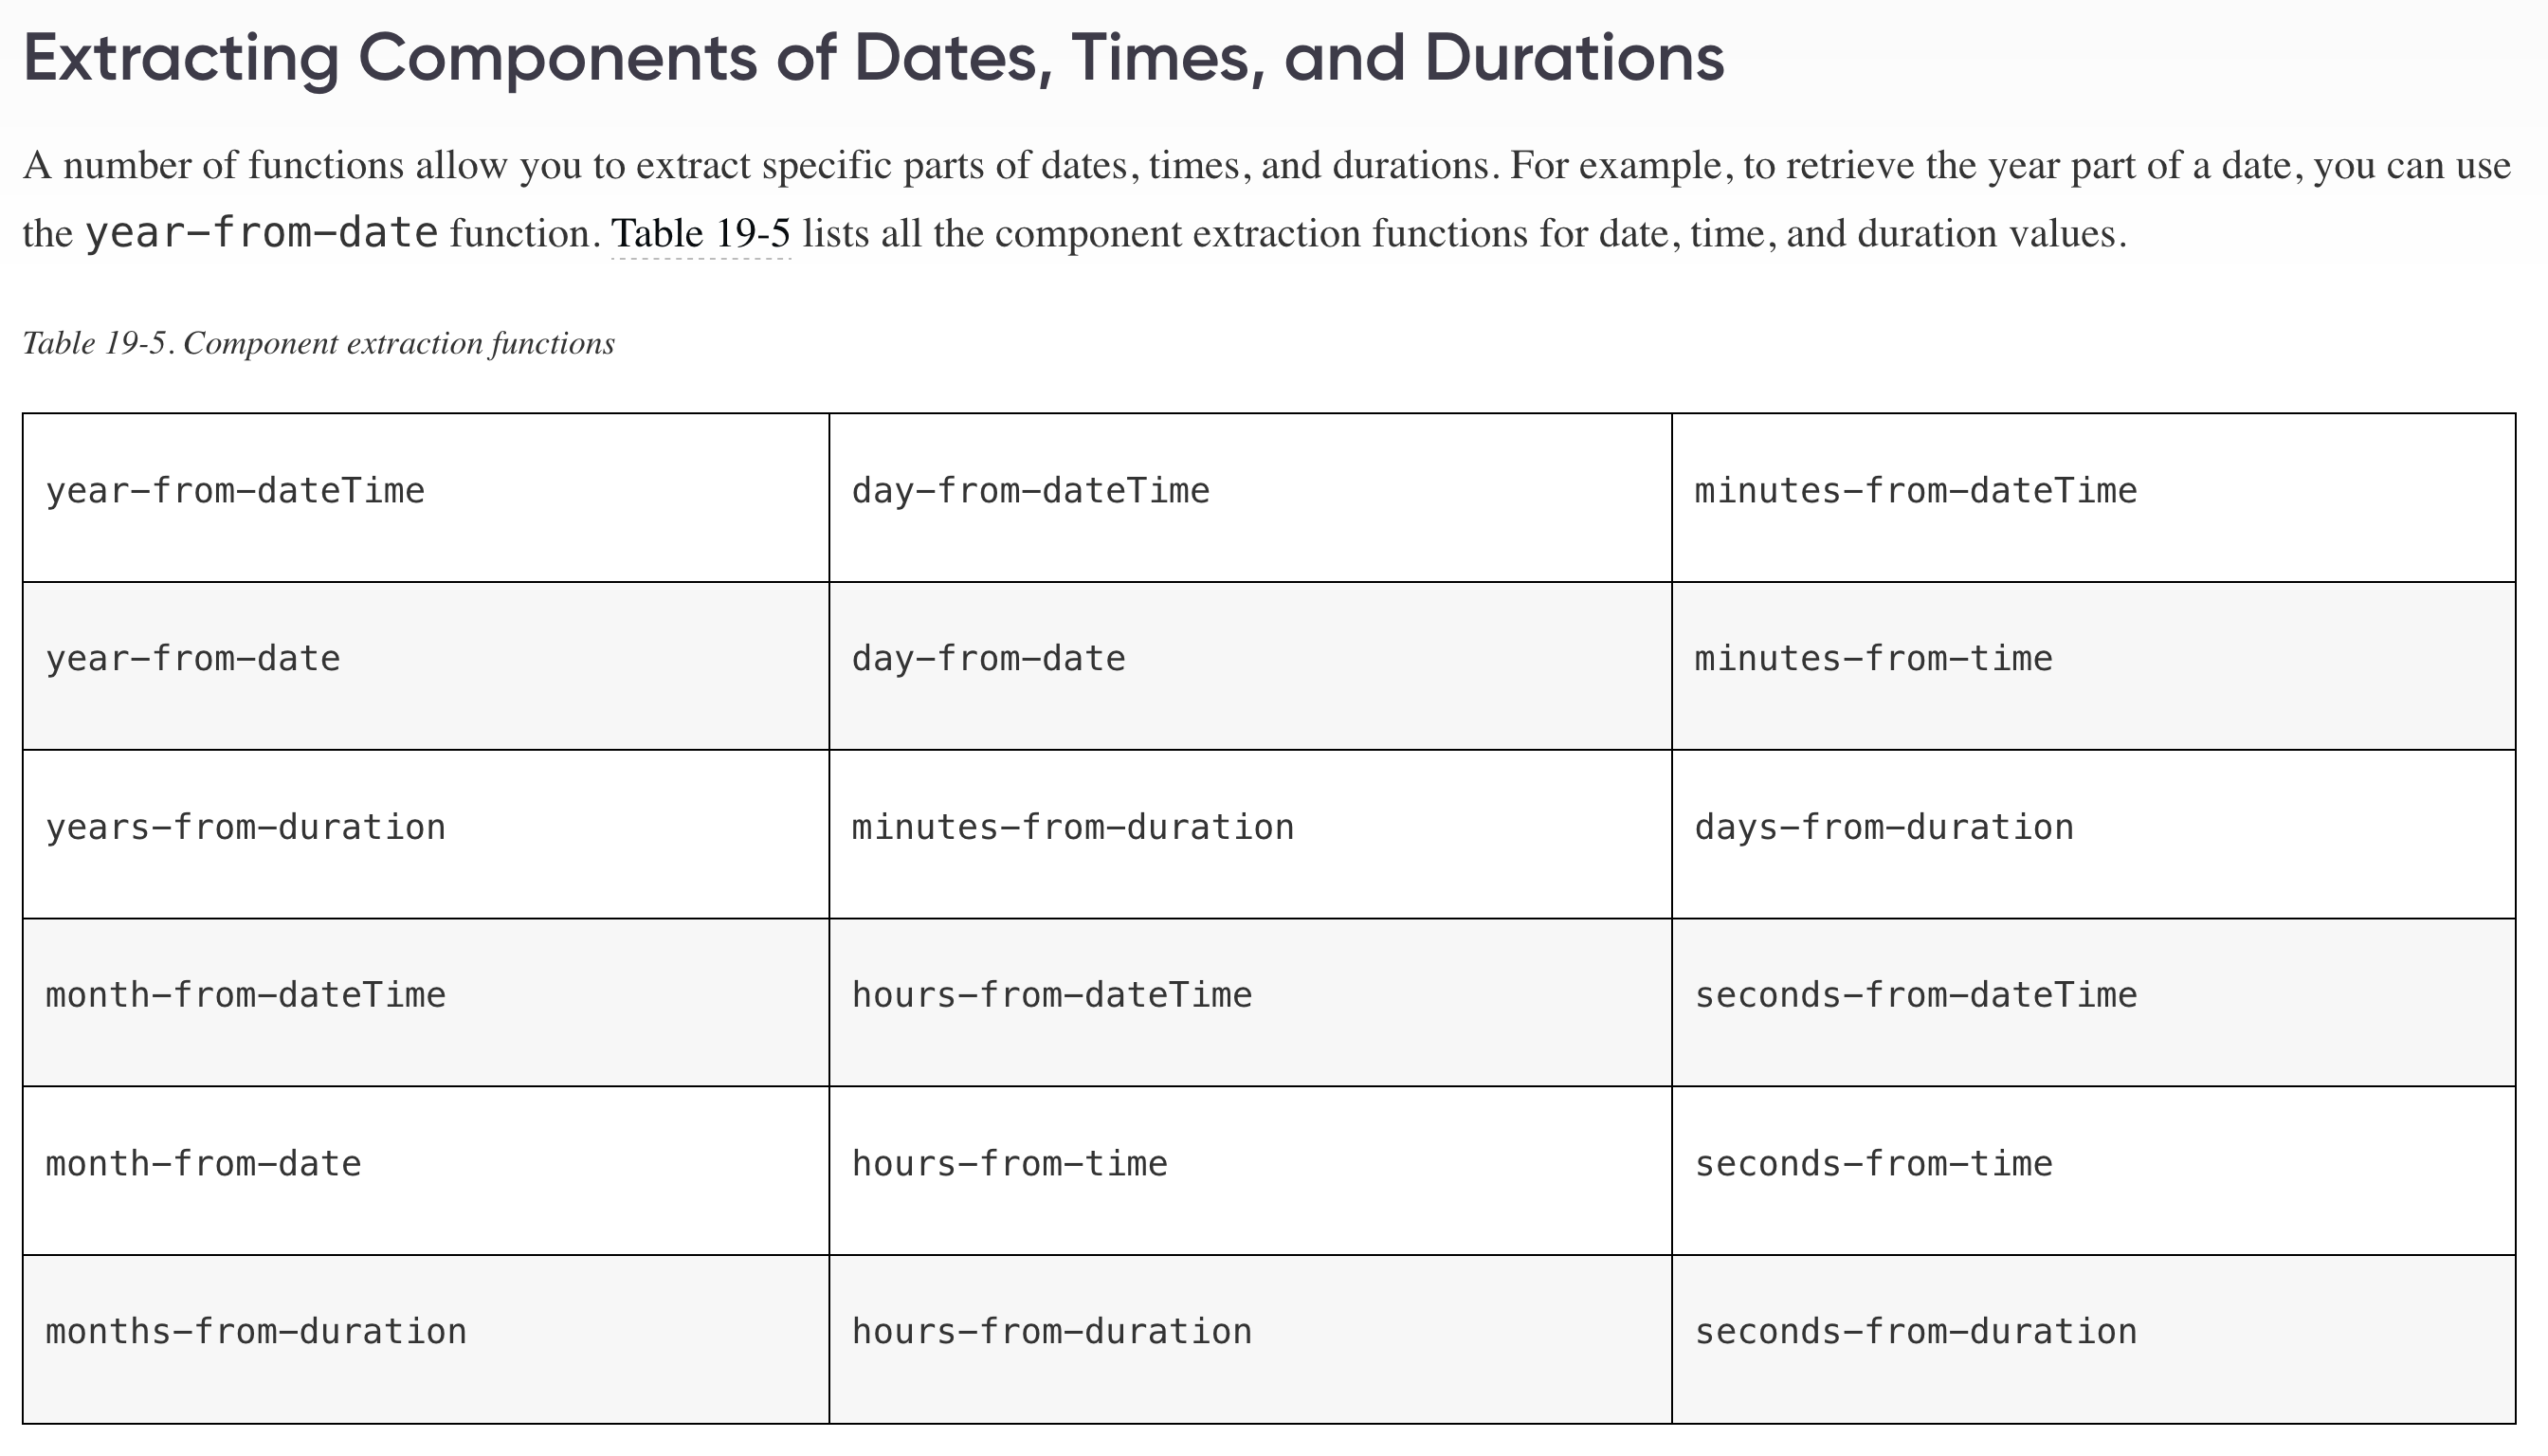 Extracting Components of Dates, Times, and Durations
A number of functions allow you to extract specific parts of dates, times, and durations. For example, to retrieve the year part of a date, you can use
the year-from-date function. Table 19-5 lists all the component extraction functions for date, time, and duration values.
Table 19-5. Component extraction functions
year-from-dateTime day-from-dateTime minutes-from-dateTime
year-from-date day-from-date minutes-from-time
years-from-duration minutes-from-duration days-from-duration
month-from-dateTime hours-from-dateTime seconds-from-dateTime
month-from-date hours-from-time seconds-from-time
months-from-duration hours-from-duration seconds-from-duration